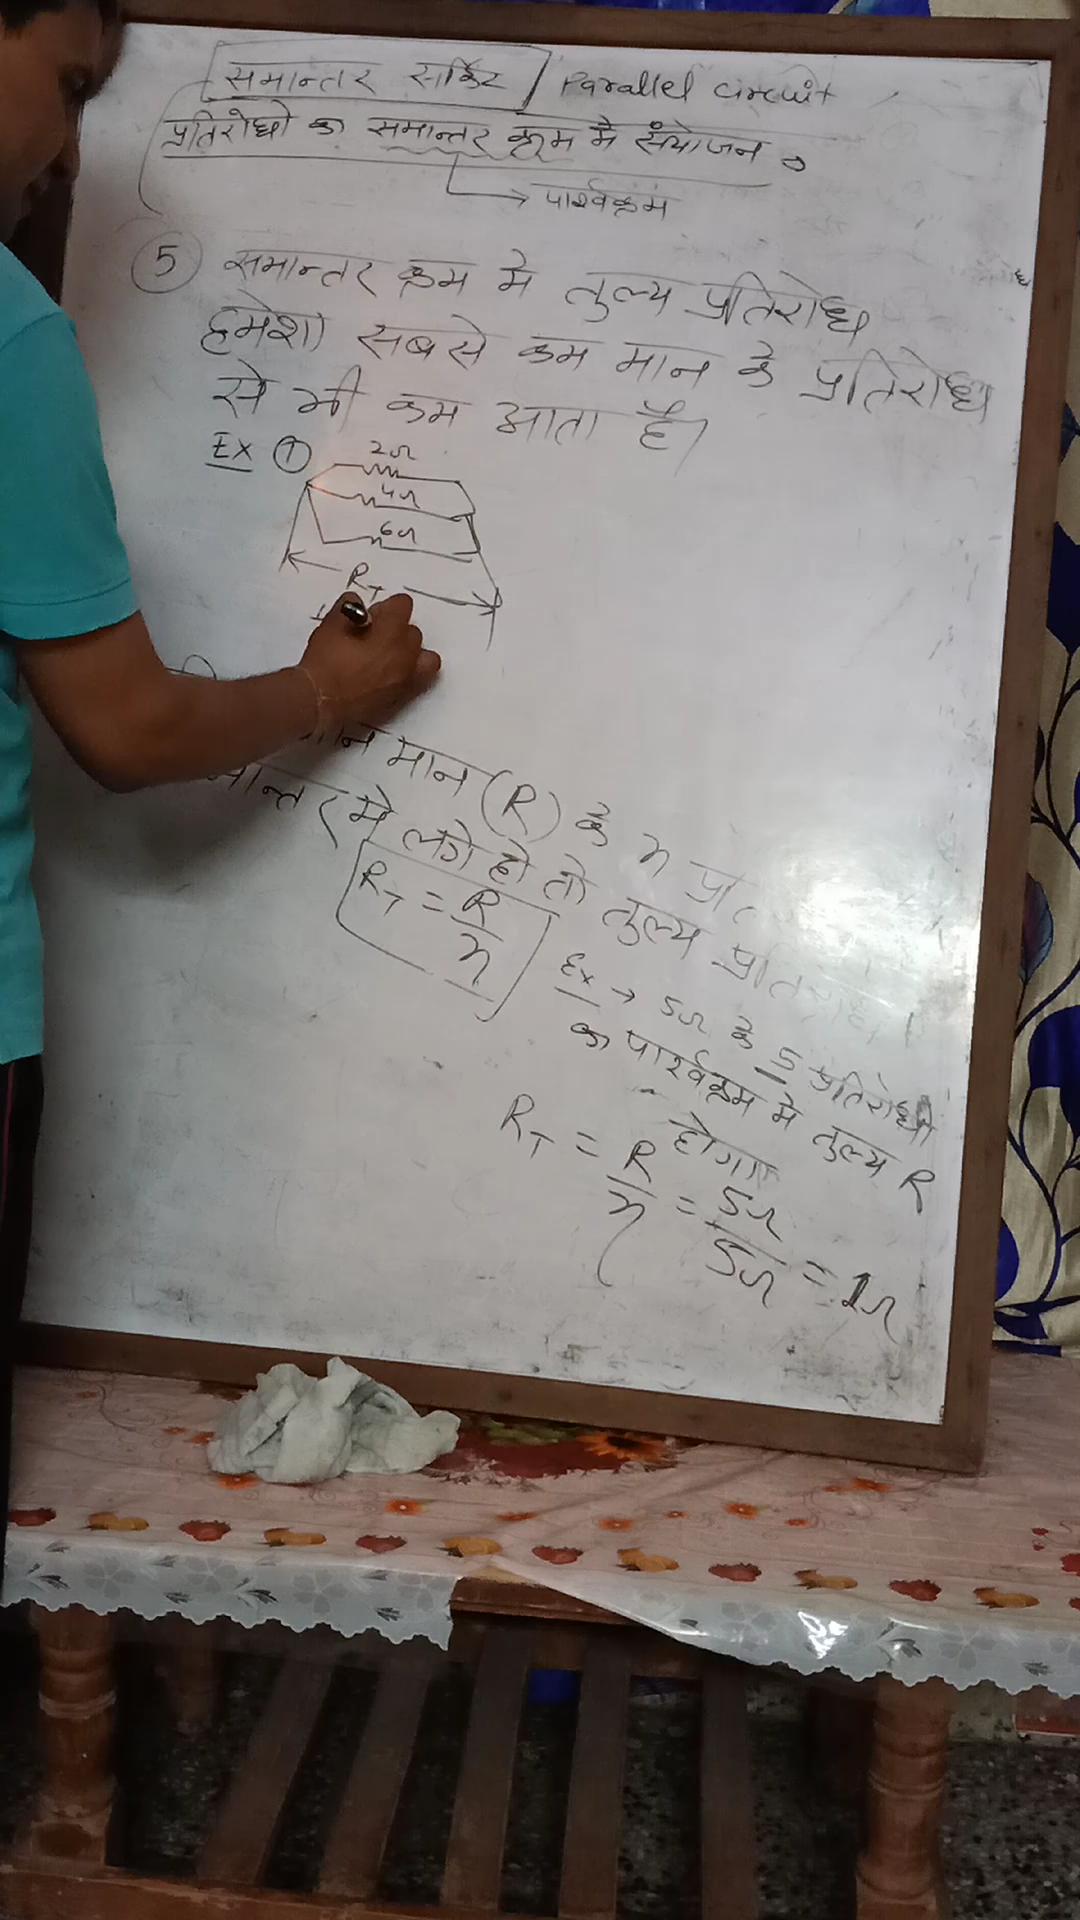 समान्तर सर्किट / Parallel circuit
प्रतिरोधो का समान्तर क्रम मे संयोजन
→ पार्श्वक्रम
5 समान्तर क्रम मे तुल्य प्रतिरोध
हमेशा सबसे कम मान के प्रतिरोध
से भी कम आता है।
Ex 1
2Ω
4Ω
6Ω
R_T
मान (R) के n
मे लगे हो तो तुल्य
R_T = R/n
Ex → 5Ω के 5 प्रतिरोधो
का पार्श्वक्रम मे तुल्य R
होगा
R_T = R/n = 5Ω/5Ω = 1Ω